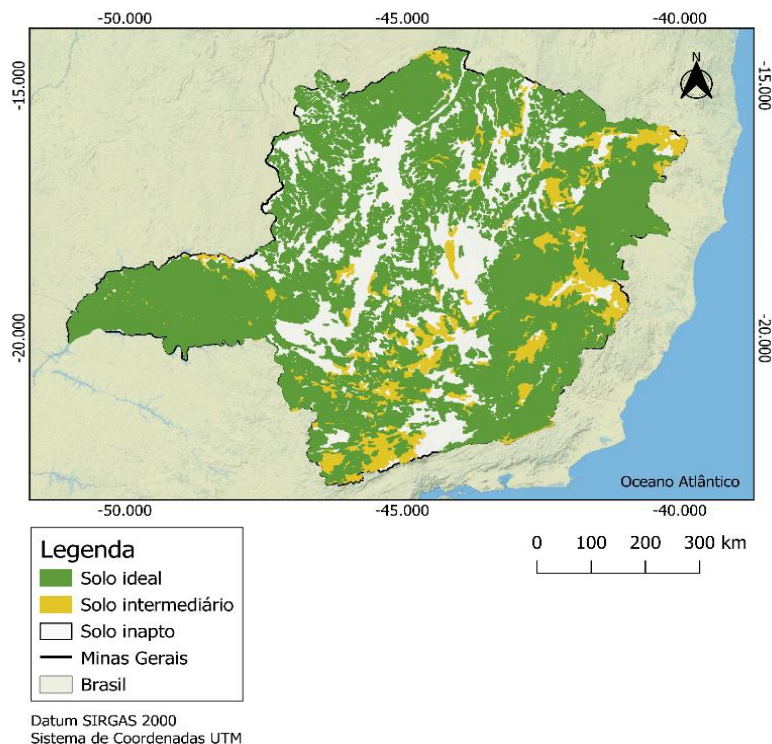 -50.000 -45.000 -40.000
-15.000 -15.000
N
-20.000 -20.000
Oceano Atlântico
-50.000 -45.000 -40.000
Legenda
Solo ideal
Solo intermediário
Solo inapto
Minas Gerais
Brasil
0 100 200 300 km
Datum SIRGAS 2000
Sistema de Coordenadas UTM